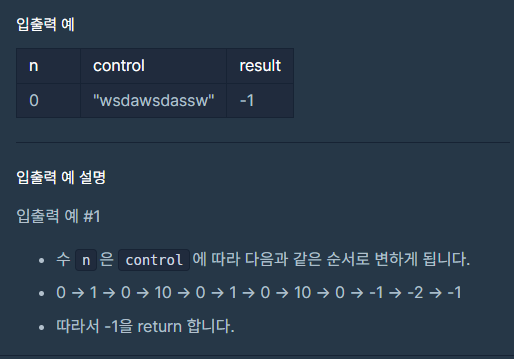 입출력 예
n control result
0 "wsdawsdassw" -1
입출력 예 설명
입출력 예 #1
• 수 n 은 control 에 따라 다음과 같은 순서로 변하게 됩니다.
• 0 → 1 → 0 → 10 → 0 → 1 → 0 → 10 → 0 → -1 → -2 → -1
• 따라서 -1을 return 합니다.